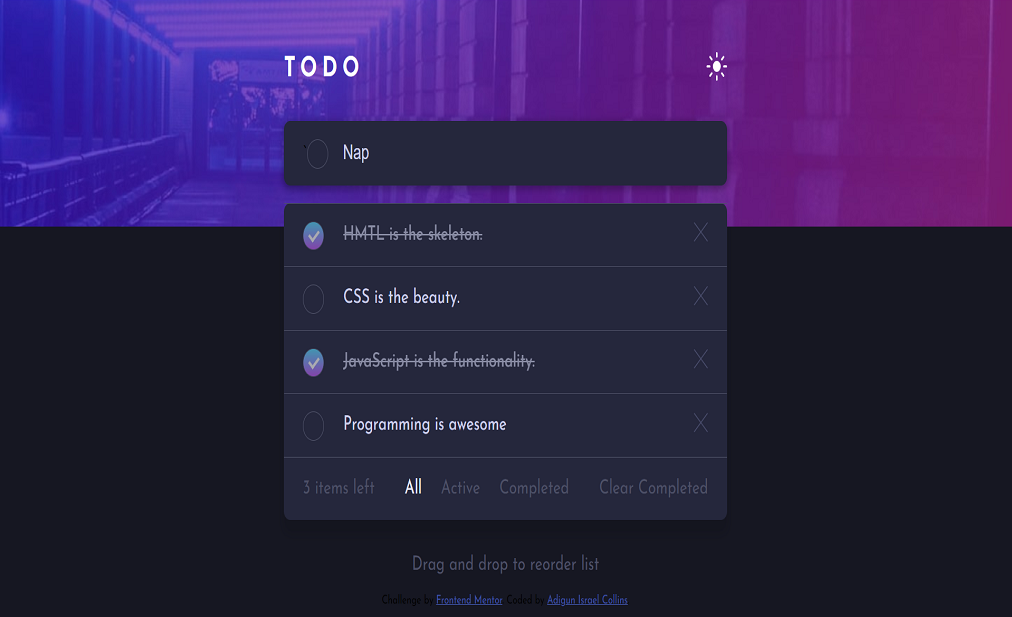 TODO
Nap
HMTL is the skeleton.
X
CSS is the beauty.
X
JavaScript is the functionality.
X
Programming is awesome
X
3 items left All Active Completed Clear Completed
Drag and drop to reorder list
Challenge by Frontend Mentor Coded by Adigun Israel Collins